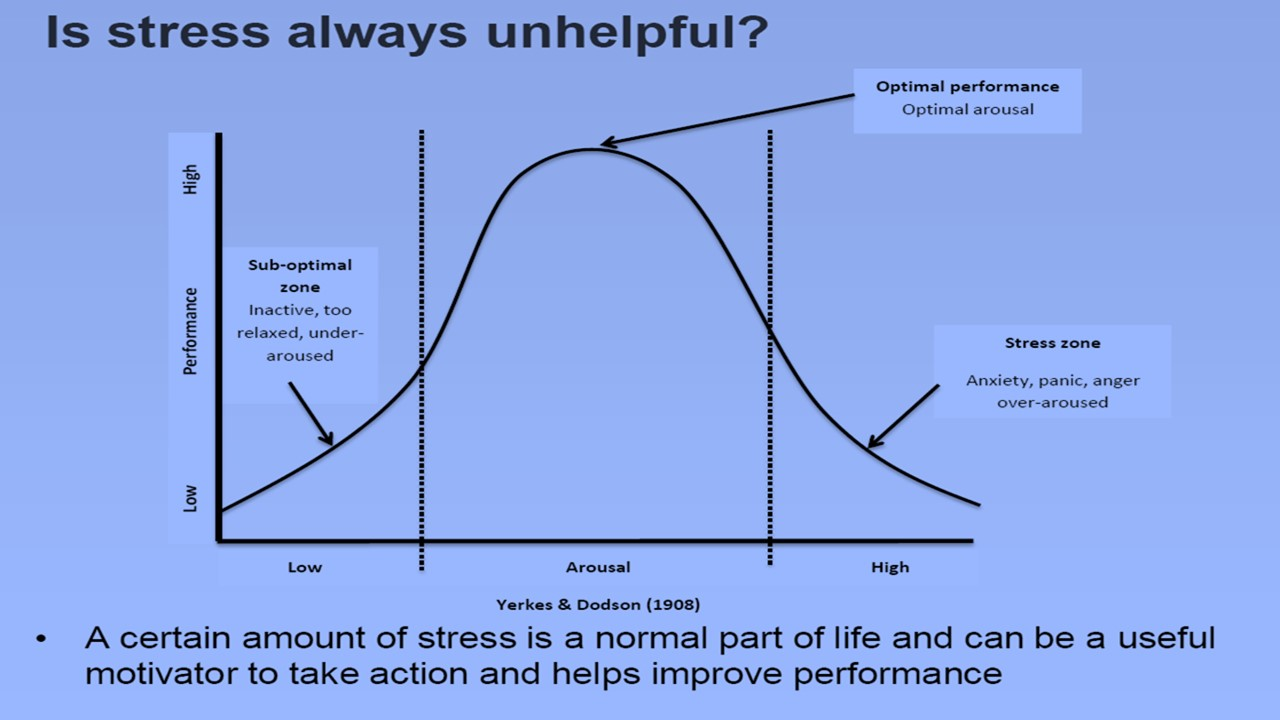 Is stress always unhelpful?
Optimal performance
Optimal arousal
High
Performance
Low
Sub-optimal
zone
Inactive, too
relaxed, under-
aroused
Stress zone
Anxiety, panic, anger
over-aroused
Low
Arousal
High
Yerkes & Dodson (1908)
• A certain amount of stress is a normal part of life and can be a useful
motivator to take action and helps improve performance